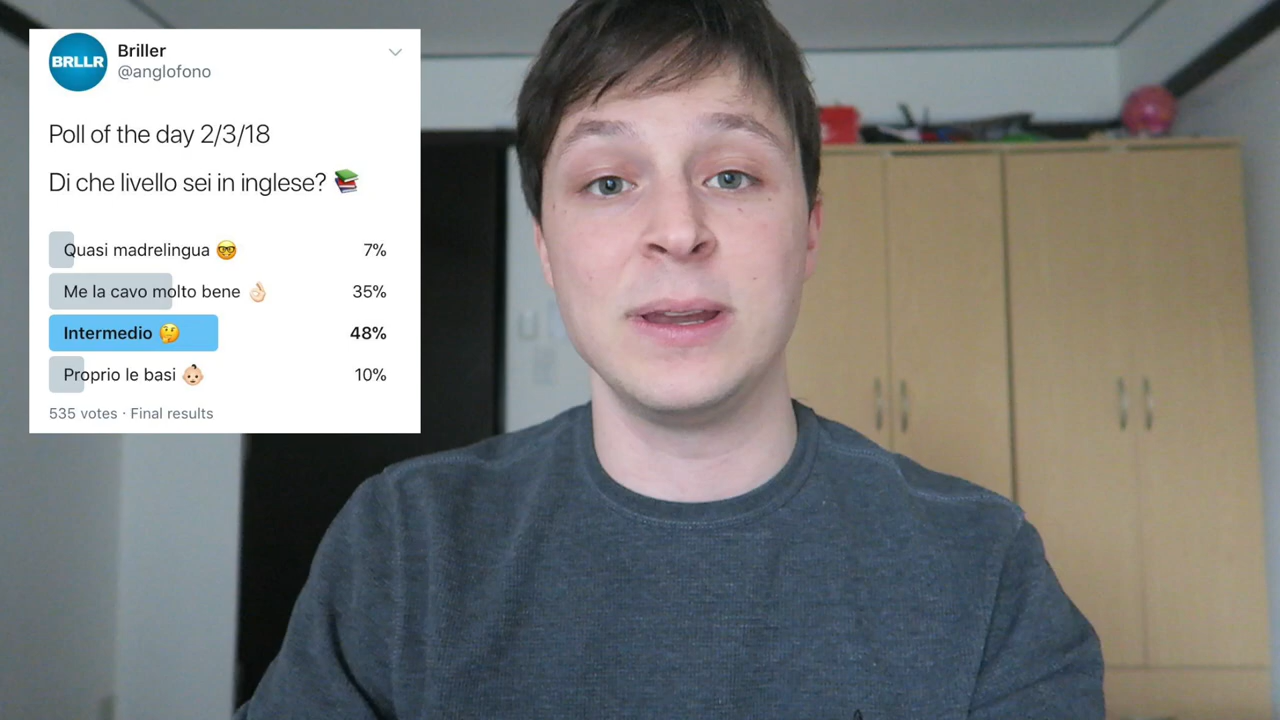 BRLLR
Briller
@anglofono
Poll of the day 2/3/18
Di che livello sei in inglese? 📚
Quasi madrelingua 🤓 7%
Me la cavo molto bene 👌🏻 35%
Intermedio 🤔 48%
Proprio le basi 👶🏻 10%
535 votes · Final results